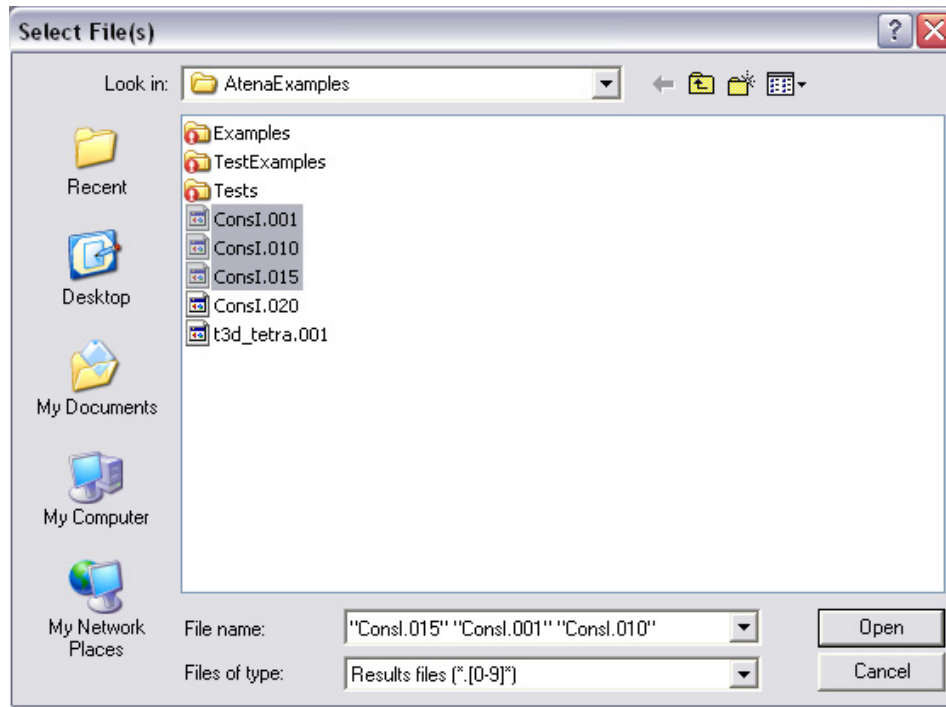 Select File(s)
Look in: AtenaExamples
Recent
Desktop
My Documents
My Computer
My Network
Places
Examples
TestExamples
Tests
ConsI.001
ConsI.010
ConsI.015
ConsI.020
t3d_tetra.001
File name: "ConsI.015" "ConsI.001" "ConsI.010" Open
Files of type: Results files (*.[0-9]*) Cancel